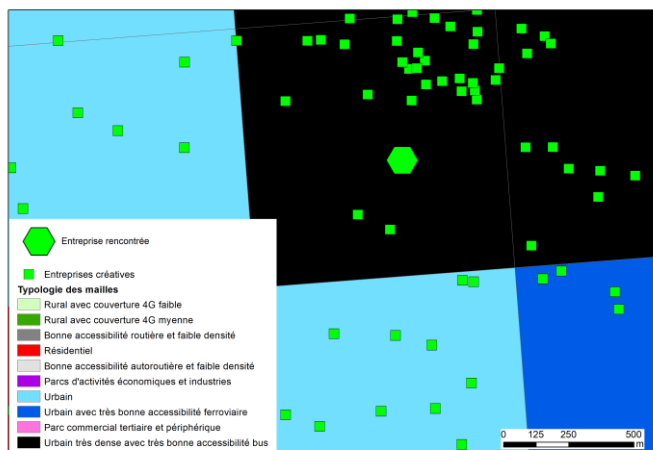 Entreprise rencontrée
Entreprises créatives
Typologie des mailles
Rural avec couverture 4G faible
Rural avec couverture 4G myenne
Bonne accessibilité routière et faible densité
Résidentiel
Bonne accessibilité autoroutière et faible densité
Parcs d'activités économiques et industries
Urbain
Urbain avec très bonne accessibilité ferroviaire
Parc commercial tertiaire et périphérique
Urbain très dense avec très bonne accessibilité bus
0 125 250 500
m